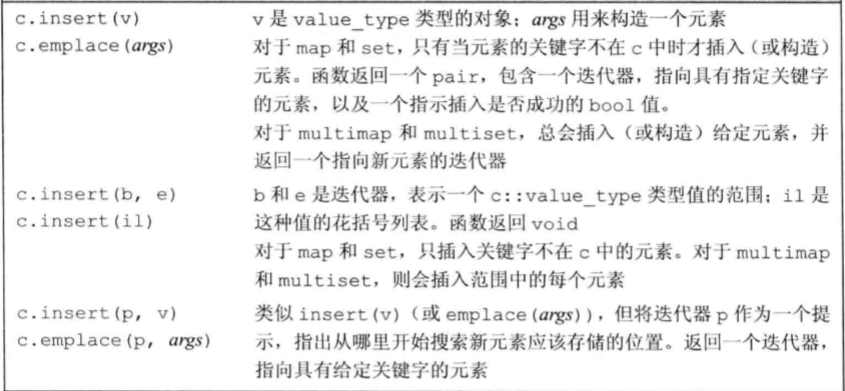 c.insert(v) v 是 value_type 类型的对象；args 用来构造一个元素
c.emplace(args) 对于 map 和 set，只有当元素的关键字不在 c 中时才插入（或构造）
元素。函数返回一个 pair，包含一个迭代器，指向具有指定关键字
的元素，以及一个指示插入是否成功的 bool 值。
对于 multimap 和 multiset，总会插入（或构造）给定元素，并
返回一个指向新元素的迭代器
c.insert(b, e) b 和 e 是迭代器，表示一个 c::value_type 类型值的范围；il 是
c.insert(il) 这种值的花括号列表。函数返回 void
对于 map 和 set，只插入关键字不在 c 中的元素。对于 multimap
和 multiset，则会插入范围中的每个元素
c.insert(p, v) 类似 insert(v)（或 emplace(args)），但将迭代器 p 作为一个提
c.emplace(p, args) 示，指出从哪里开始搜索新元素应该存储的位置。返回一个迭代器，
指向具有给定关键字的元素